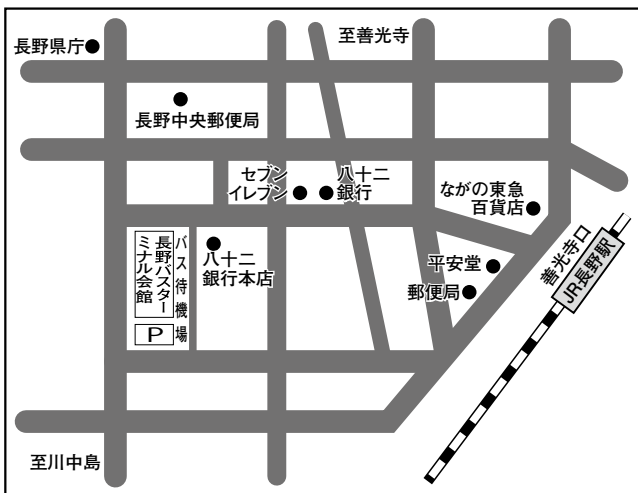 長野県庁
至善光寺
長野中央郵便局
セブン
イレブン
八十二
銀行
ながの東急
百貨店
長野バスター
ミナル会館
P
バス待機場
八十二
銀行本店
平安堂
郵便局
善光寺口
JR長野駅
至川中島